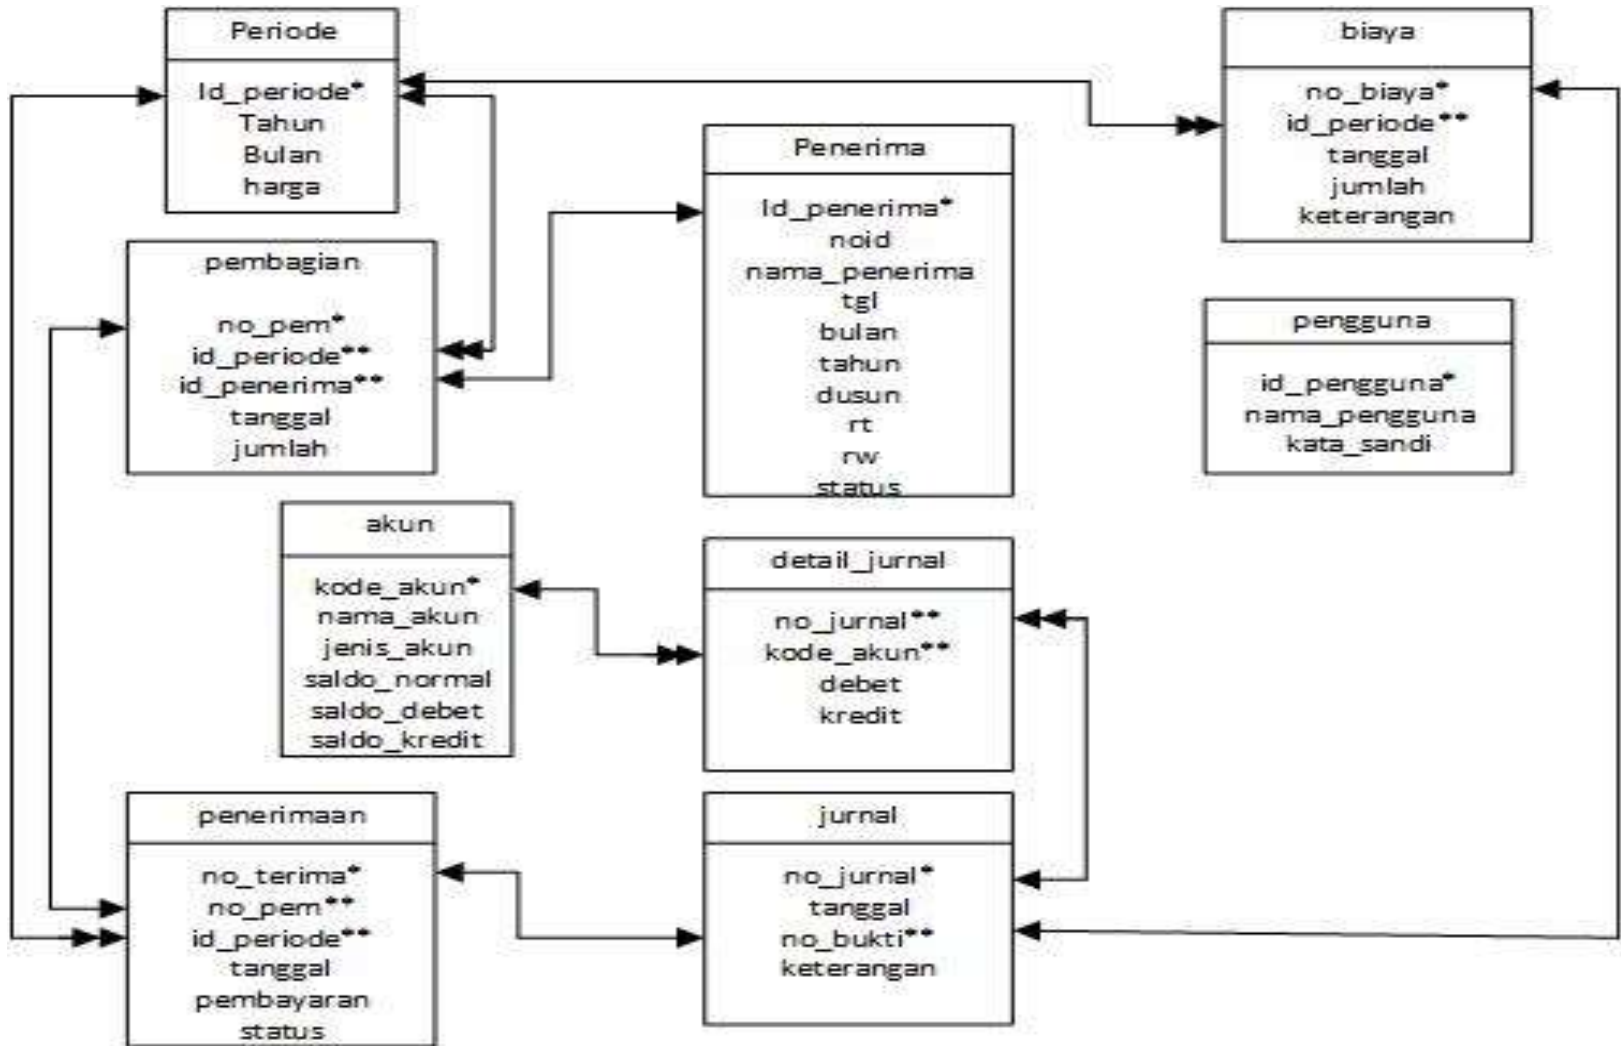 Periode
Id_periode*
Tahun
Bulan
harga
biaya
no_biaya*
id_periode**
tanggal
jumlah
keterangan
Penerima
Id_penerima*
noid
nama_penerima
tgl
bulan
tahun
dusun
rt
rw
status
pembagian
no_pem*
id_periode**
id_penerima**
tanggal
jumlah
pengguna
id_pengguna*
nama_pengguna
kata_sandi
akun
kode_akun*
nama_akun
jenis_akun
saldo_normal
saldo_debet
saldo_kredit
detail_jurnal
no_jurnal**
kode_akun**
debet
kredit
penerimaan
no_terima*
no_pem**
id_periode**
tanggal
pembayaran
status
jurnal
no_jurnal*
tanggal
no_bukti**
keterangan